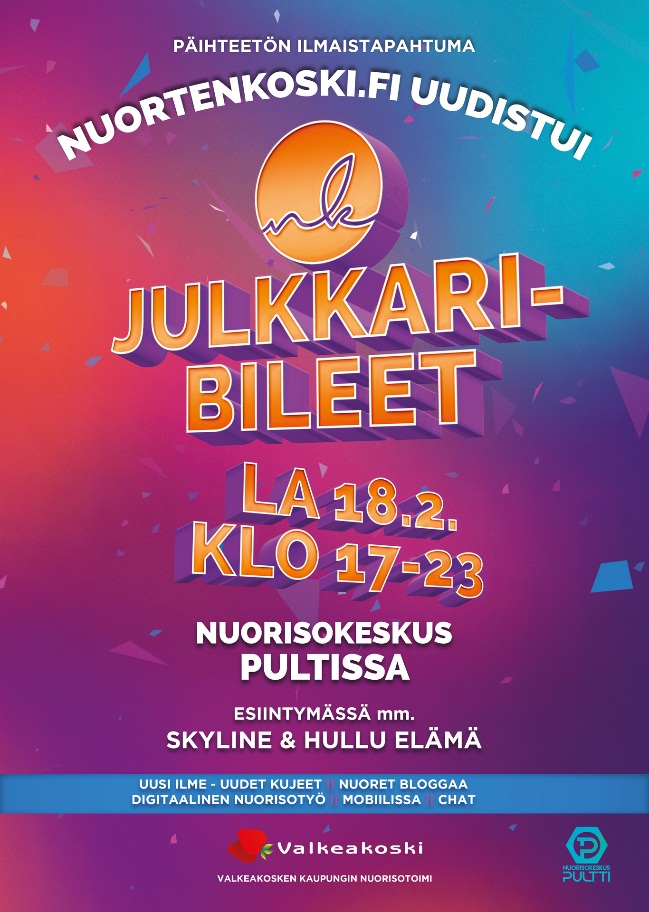 PÄIHTEETÖN ILMAISTAPAHTUMA
NUORTENKOSKI.FI UUDISTUI
nk
JULKKARI-
BILEET
LA 18.2.
KLO 17-23
NUORISOKESKUS
PULTISSA
ESIINTYMÄSSÄ mm.
SKYLINE & HULLU ELÄMÄ
UUSI ILME - UUDET KUJEET || NUORET BLOGGAA
DIGITAALINEN NUORISOTYÖ || MOBIILISSA || CHAT
Valkeakoski
VALKEAKOSKEN KAUPUNGIN NUORISOTOIMI
NUORISOKESKUS
PULTTI